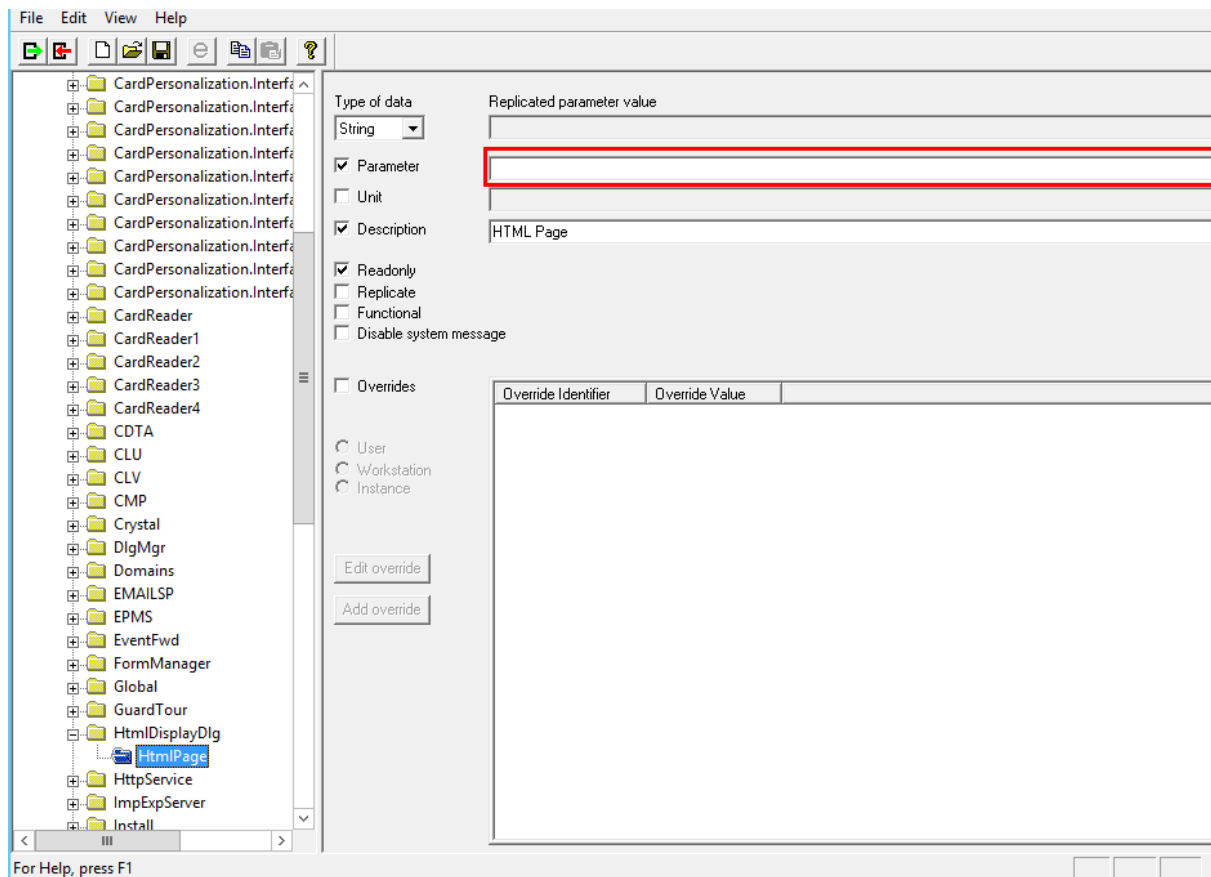 File Edit View Help
CardPersonalization.Interfa
CardPersonalization.Interfa
CardPersonalization.Interfa
CardPersonalization.Interfa
CardPersonalization.Interfa
CardPersonalization.Interfa
CardPersonalization.Interfa
CardPersonalization.Interfa
CardPersonalization.Interfa
CardPersonalization.Interfa
CardReader
CardReader1
CardReader2
CardReader3
CardReader4
CDTA
CLU
CLV
CMP
Crystal
DlgMgr
Domains
EMAILSP
EPMS
EventFwd
FormManager
Global
GuardTour
HtmlDisplayDlg
HtmlPage
HttpService
ImpExpServer
Install
Type of data Replicated parameter value
String
Parameter
Unit
Description HTML Page
Readonly
Replicate
Functional
Disable system message
Overrides Override Identifier Override Value
User
Workstation
Instance
Edit override
Add override
For Help, press F1